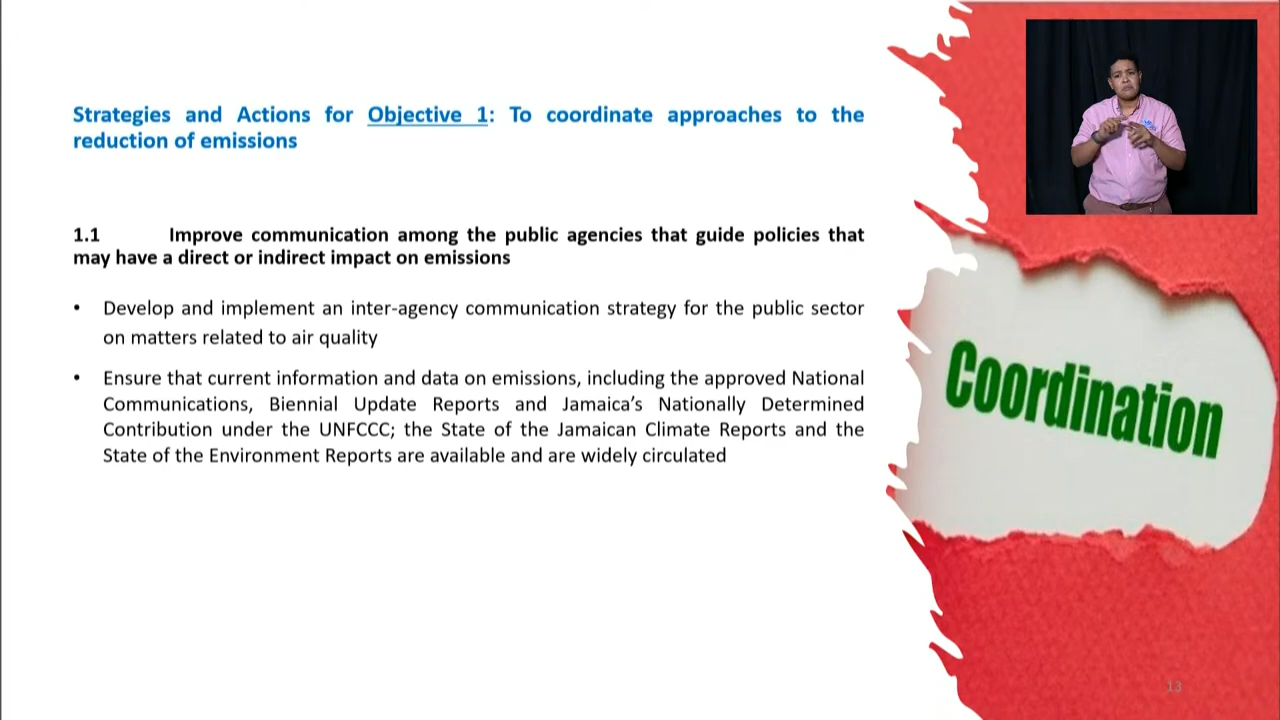 Strategies and Actions for Objective 1: To coordinate approaches to the
reduction of emissions
1.1 Improve communication among the public agencies that guide policies that
may have a direct or indirect impact on emissions
• Develop and implement an inter-agency communication strategy for the public sector
on matters related to air quality
• Ensure that current information and data on emissions, including the approved National
Communications, Biennial Update Reports and Jamaica’s Nationally Determined
Contribution under the UNFCCC; the State of the Jamaican Climate Reports and the
State of the Environment Reports are available and are widely circulated
Coordination
13